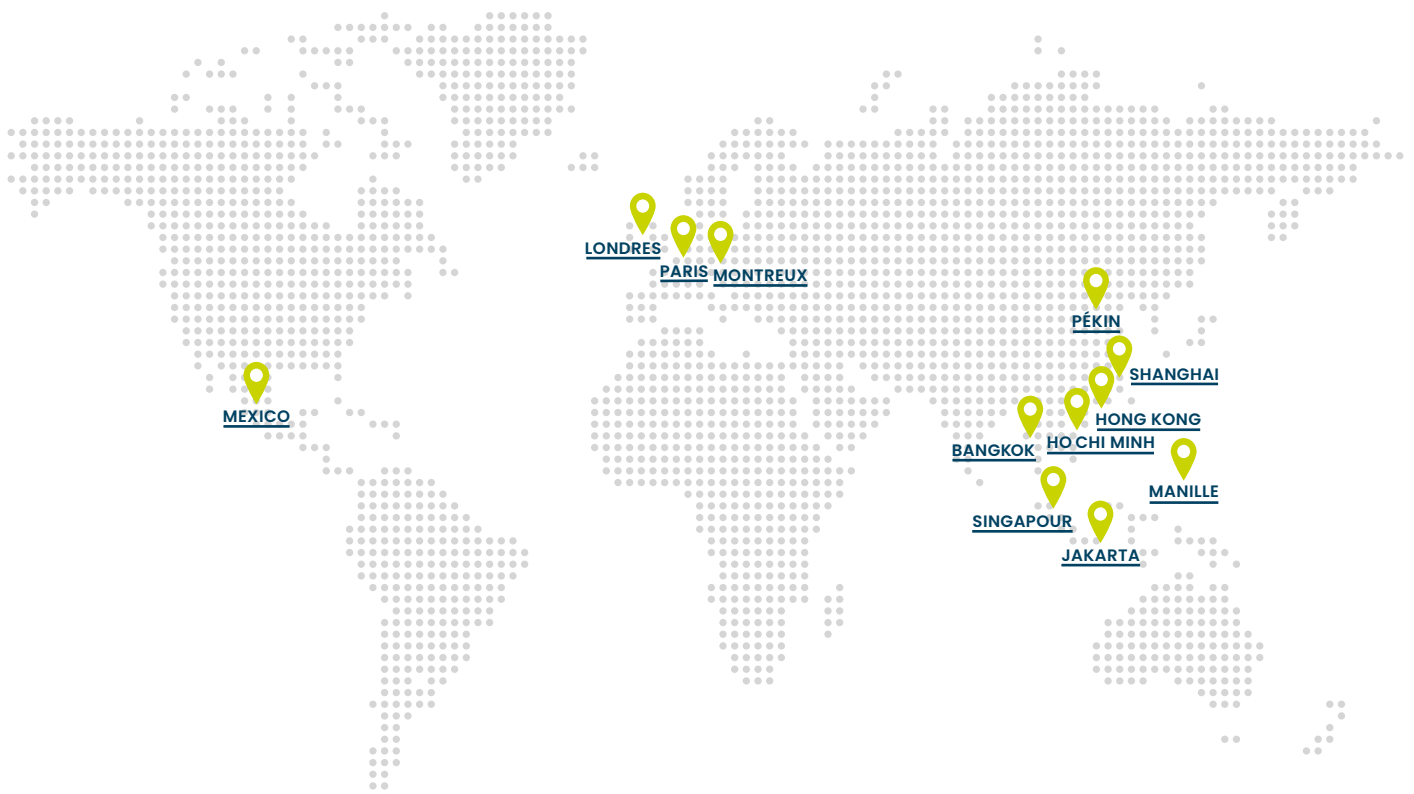 LONDRES
PARIS
MONTREUX
PÉKIN
SHANGHAI
MEXICO
HONG KONG
HO CHI MINH
BANGKOK
MANILLE
SINGAPOUR
JAKARTA